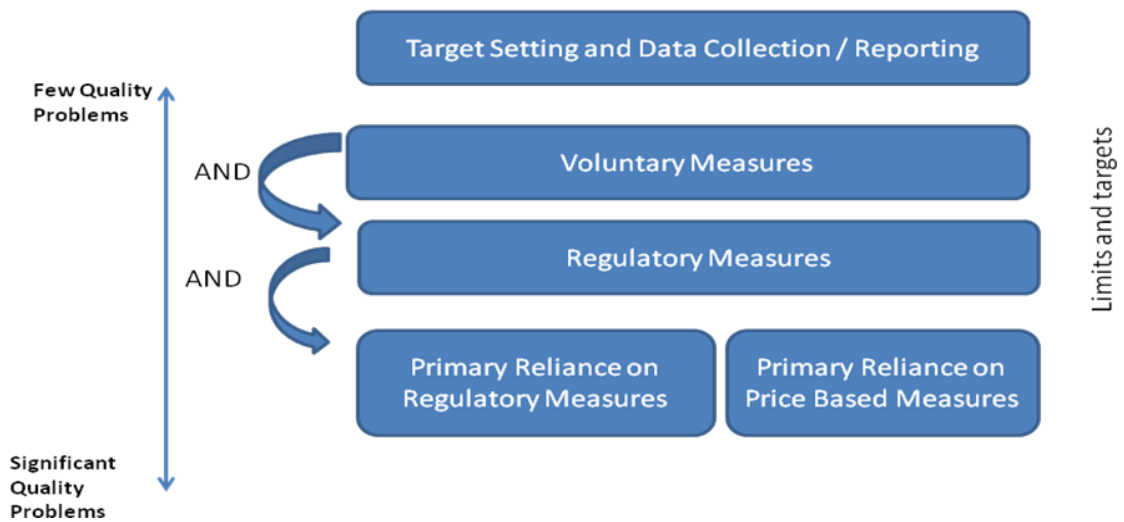 Target Setting and Data Collection / Reporting
Few Quality
Problems
AND
Voluntary Measures
AND
Regulatory Measures
Primary Reliance on
Regulatory Measures
Primary Reliance on
Price Based Measures
Significant
Quality
Problems
Limits and targets